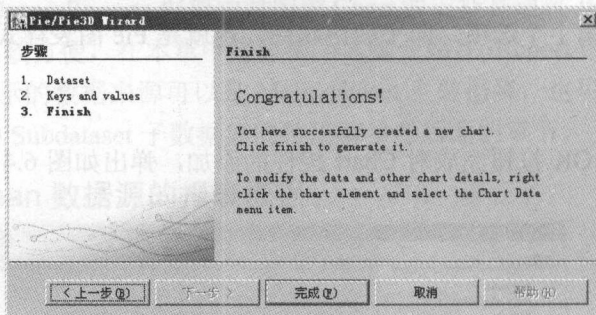 Pie/Pie3D Wizard
步骤
1. Dataset
2. Keys and values
3. Finish
Finish
Congratulations!
You have successfully created a new chart.
Click finish to generate it.
To modify the data and other chart details, right
click the chart element and select the Chart Data
menu item.
< 上一步(B)
下一步 >
完成(F)
取消
帮助(H)